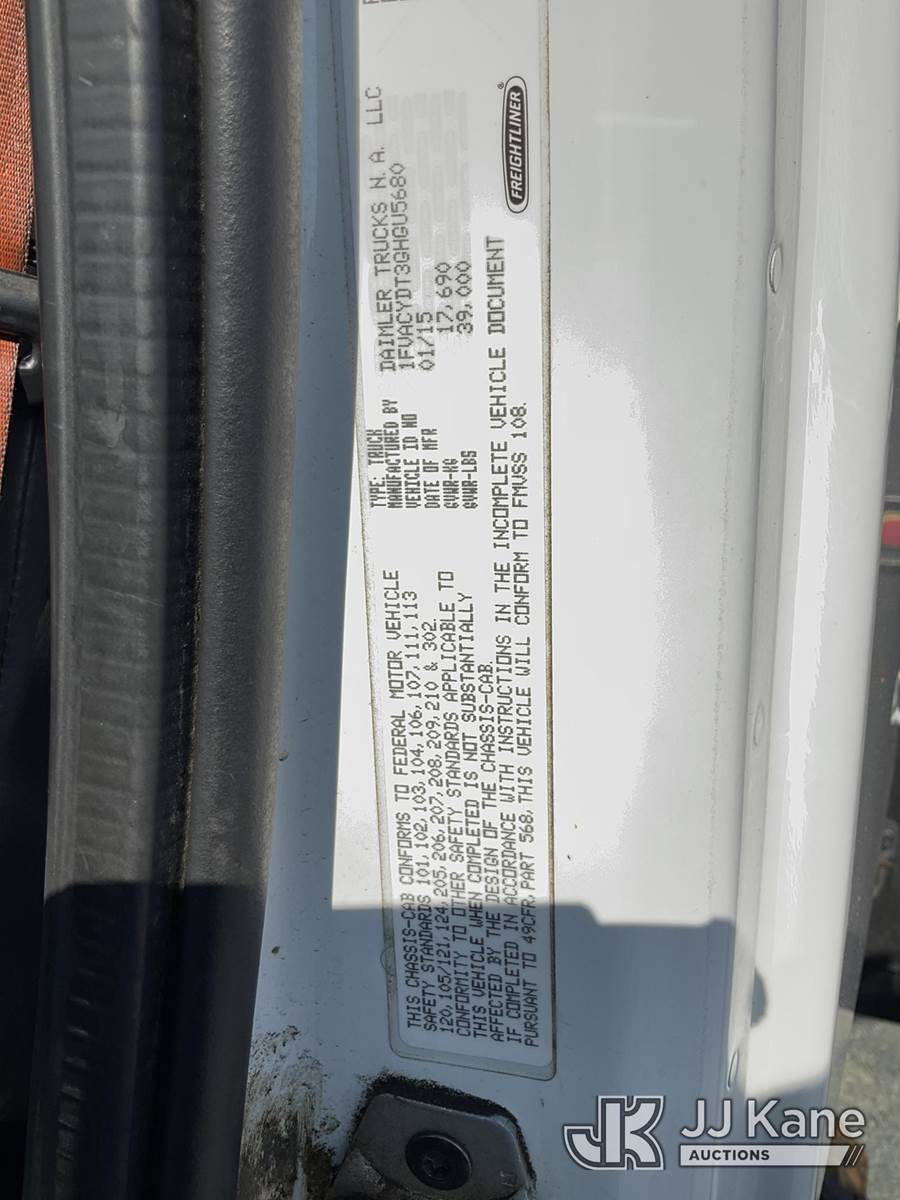 THIS CHASSIS-CAB CONFORMS TO FEDERAL MOTOR VEHICLE
SAFETY STANDARDS 101,102,103,104,106,107,111,113
120,105/121,124,205,206,207,208,209,210 & 302.
CONFORMITY TO OTHER SAFETY STANDARDS APPLICABLE TO
THIS VEHICLE WHEN COMPLETED IS NOT SUBSTANTIALLY
AFFECTED BY THE DESIGN OF THE CHASSIS-CAB.
IF COMPLETED IN ACCORDANCE WITH INSTRUCTIONS IN THE INCOMPLETE VEHICLE DOCUMENT
PURSUANT TO 49CFR,PART 568,THIS VEHICLE WILL CONFORM TO FMVSS 108.
TYPE: TRUCK
MANUFACTURED BY DAIMLER TRUCKS N.A. LLC
VEHICLE ID NO 1FVACYDT3GHGU5680
DATE OF MFR 01/15
GVWR-KG 17,690
GVWR-LBS 39,000
FREIGHTLINER®
JK JJ Kane
AUCTIONS